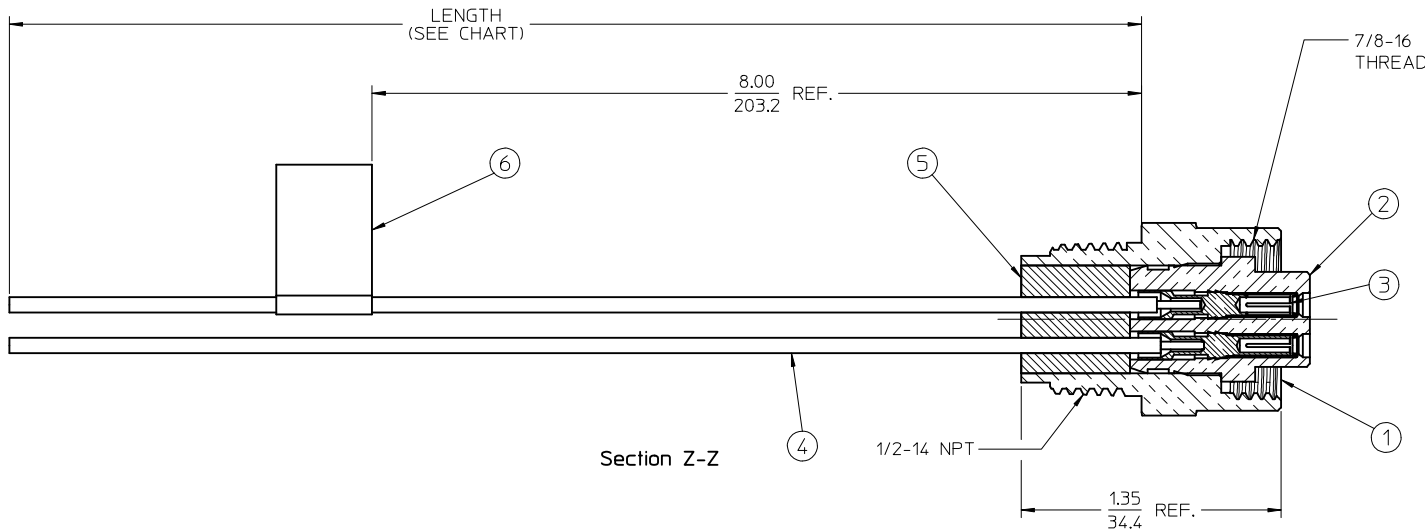 LENGTH
(SEE CHART)
7/8-16
THREAD
8.00
203.2
REF.
6
5
2
3
4
1
1/2-14 NPT
Section Z-Z
1.35
34.4
REF.